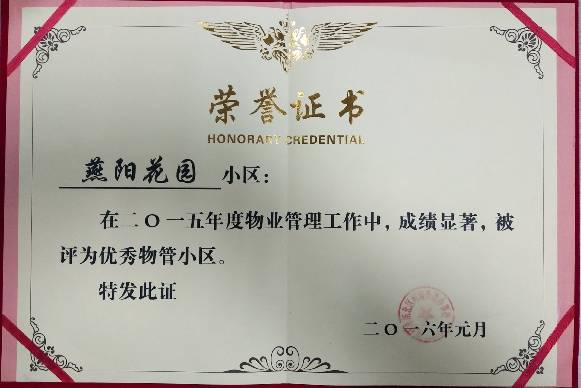 荣誉证书
HONORARY CREDENTIAL
燕阳花园 小区：
在二〇一五年度物业管理工作中，成绩显著，被
评为优秀物管小区。
特发此证
二〇一六年元月